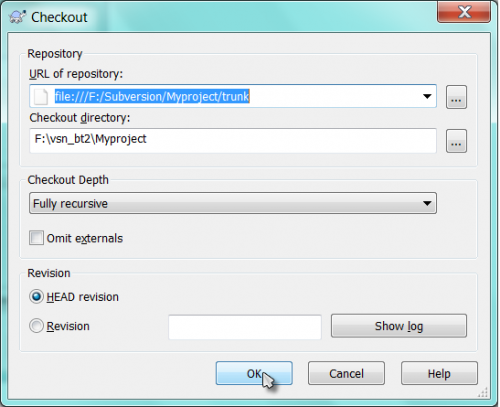 Checkout
Repository
URL of repository:
file:///F:/Subversion/Myproject/trunk
...
Checkout directory:
F:\vsn_bt2\Myproject
...
Checkout Depth
Fully recursive
Omit externals
Revision
HEAD revision
Revision
Show log
OK
Cancel
Help